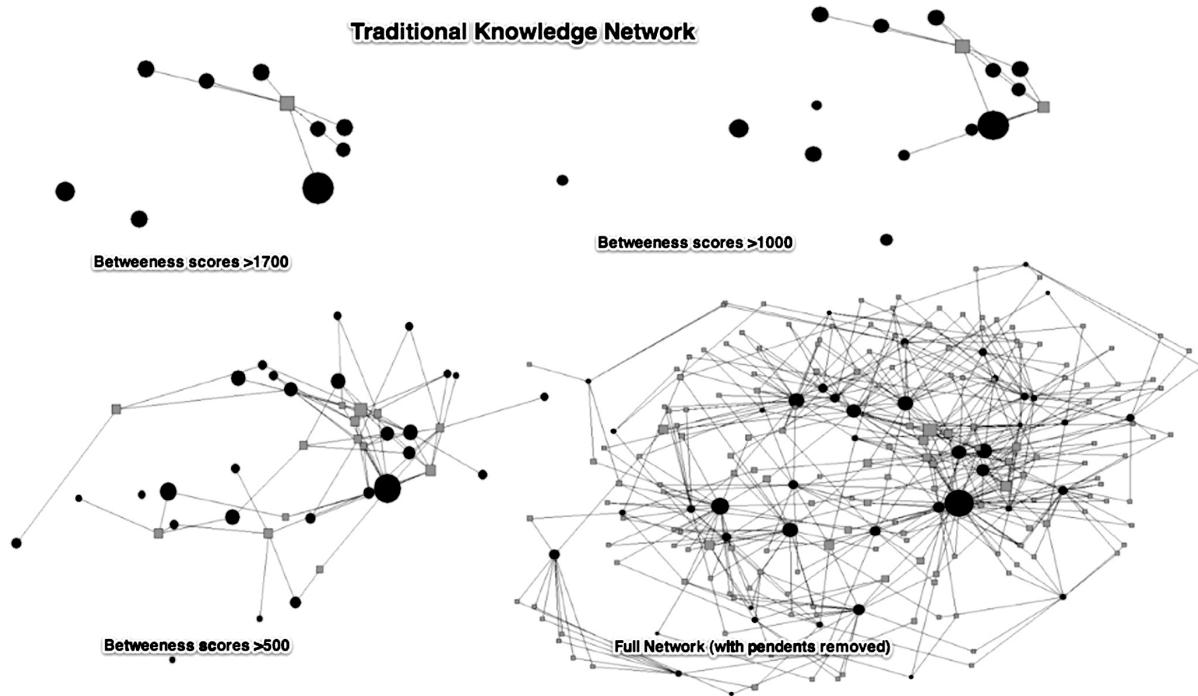 Traditional Knowledge Network
Betweeness scores >1700
Betweeness scores >1000
Betweeness scores >500
Full Network (with pendents removed)